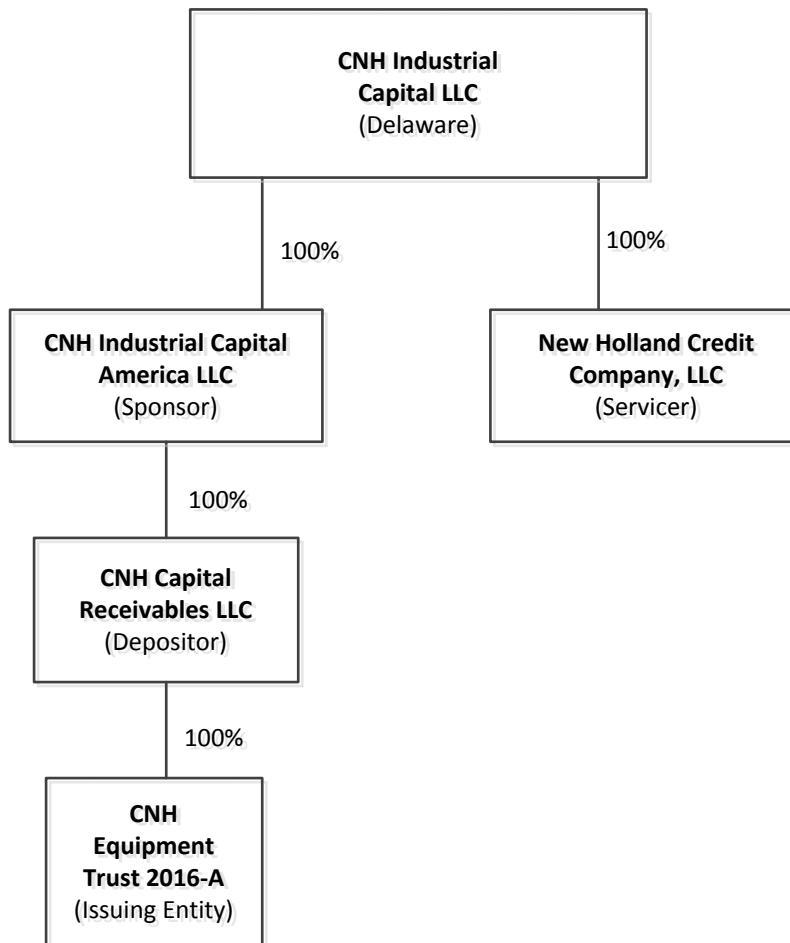 CNH Industrial
Capital LLC
(Delaware)
100%
100%
CNH Industrial Capital
America LLC
(Sponsor)
New Holland Credit
Company, LLC
(Servicer)
100%
CNH Capital
Receivables LLC
(Depositor)
100%
CNH
Equipment
Trust 2016-A
(Issuing Entity)